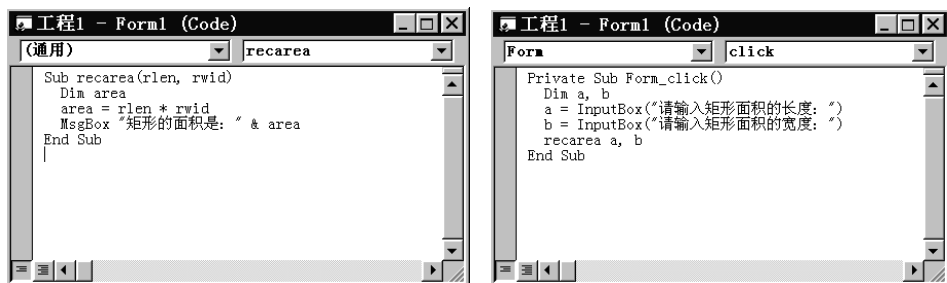 工程1 - Form1 (Code)
(通用) recarea
Sub recarea(rlen, rwid)
Dim area
area = rlen * rwid
MsgBox "矩形的面积是: " & area
End Sub
工程1 - Form1 (Code)
Form click
Private Sub Form_click()
Dim a, b
a = InputBox("请输入矩形面积的长度: ")
b = InputBox("请输入矩形面积的宽度: ")
recarea a, b
End Sub